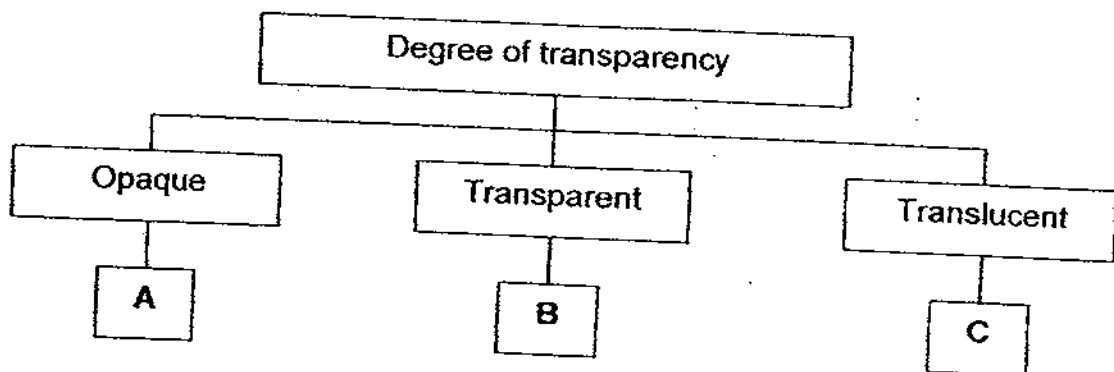 Degree of transparency
Opaque
Transparent
Translucent
A
B
C